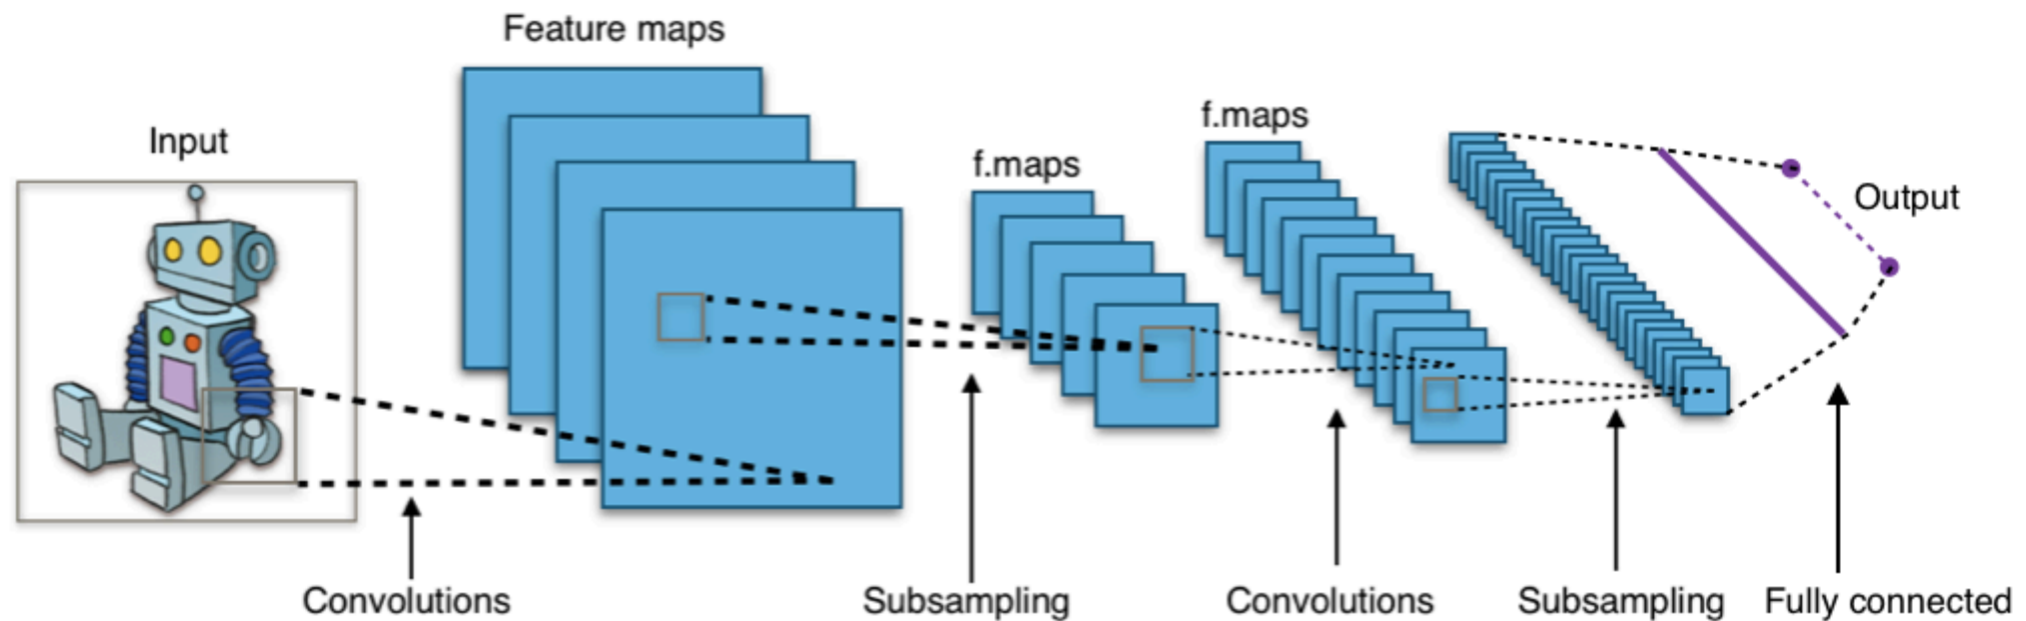 Feature maps
f.maps
Input
f.maps
Output
Convolutions
Subsampling
Convolutions
Subsampling
Fully connected